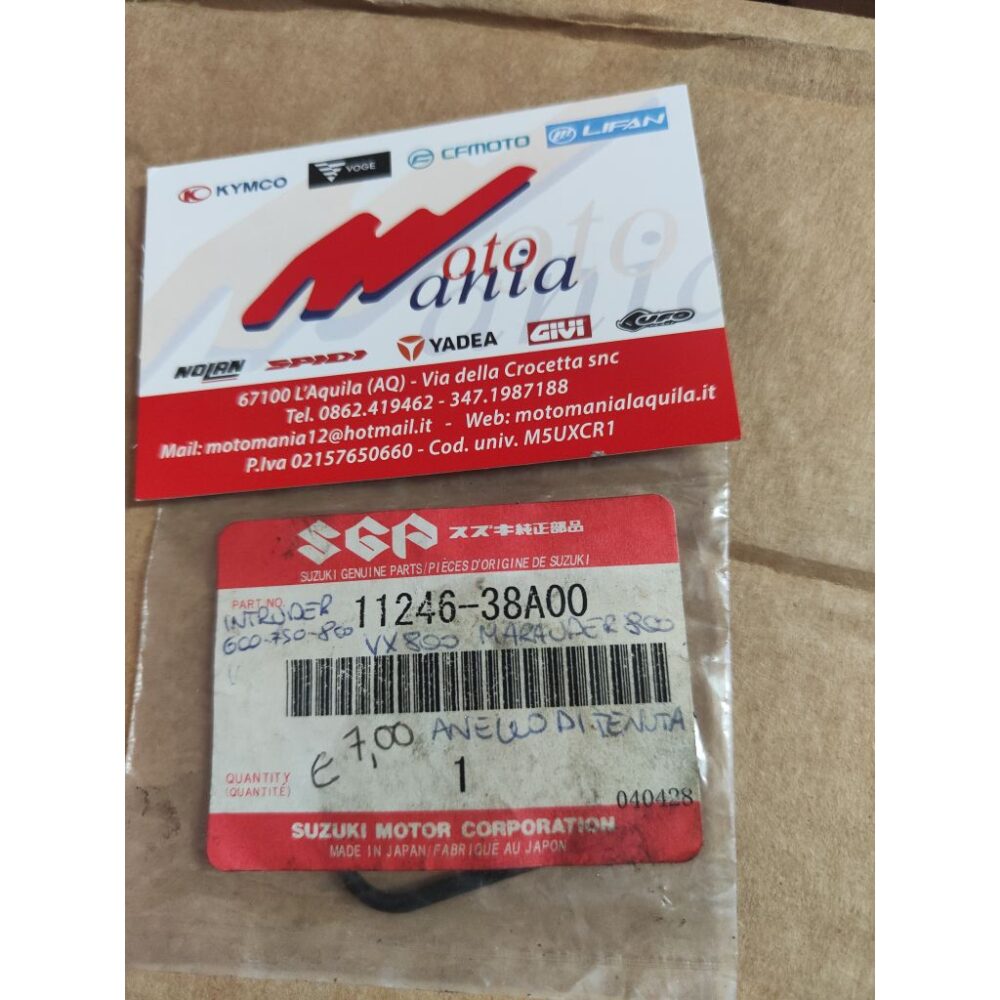 KYMCO
VOGE
CFMOTO
LIFAN
Moto
Mania
NOLAN
SPIDI
YADEA
GIVI
UFO
67100 L'Aquila (AQ) - Via della Crocetta snc
Tel. 0862.419462 - 347.1987188
Mail: motomania12@hotmail.it - Web: motomanialaquila.it
P.Iva 02157650660 - Cod. univ. M5UXCR1
SGP スズキ純正部品
SUZUKI GENUINE PARTS/PIÈCES D'ORIGINE DE SUZUKI
PART NO. 11246-38A00
INTRUDER
600-750-800 VX800 MARAUDER 800
€ 7,00 ANELLO DI TENUTA
QUANTITY
(QUANTITÉ)
1
040428
SUZUKI MOTOR CORPORATION
MADE IN JAPAN/FABRIQUÉ AU JAPON